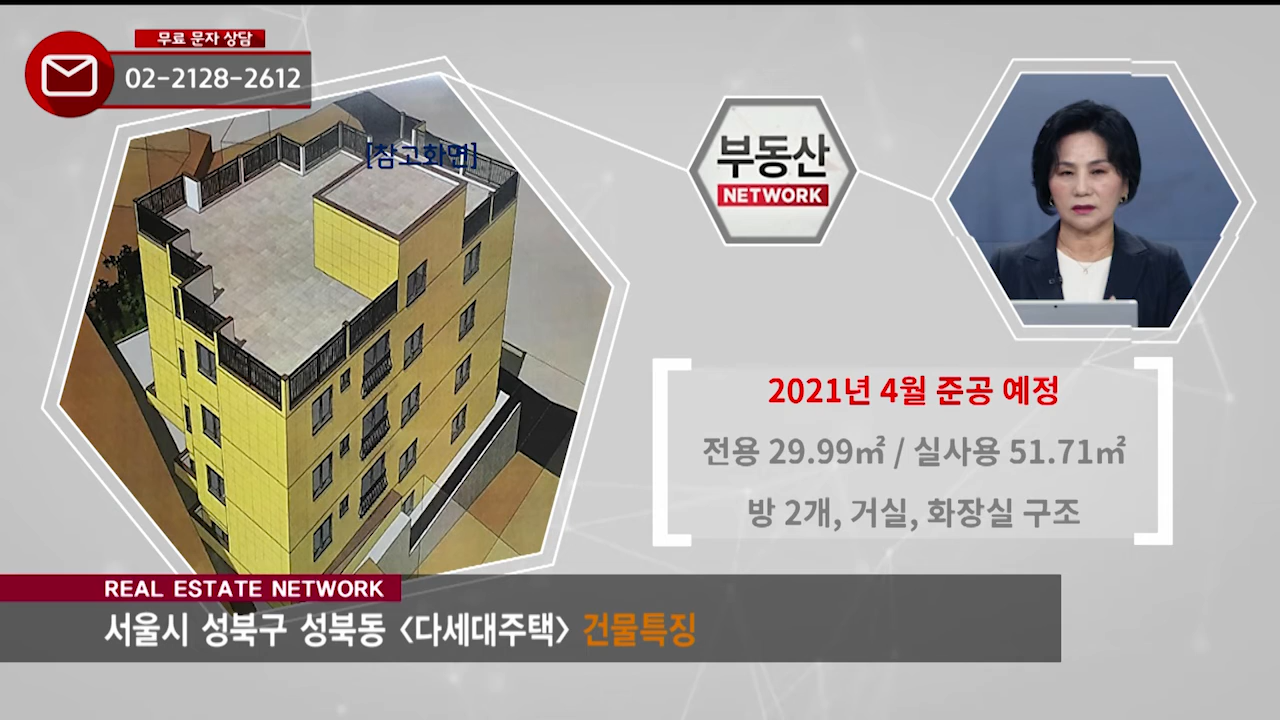 무료 문자 상담
02-2128-2612
[참고화면]
부동산
NETWORK
2021년 4월 준공 예정
전용 29.99㎡ / 실사용 51.71㎡
방 2개, 거실, 화장실 구조
REAL ESTATE NETWORK
서울시 성북구 성북동 <다세대주택> 건물특징